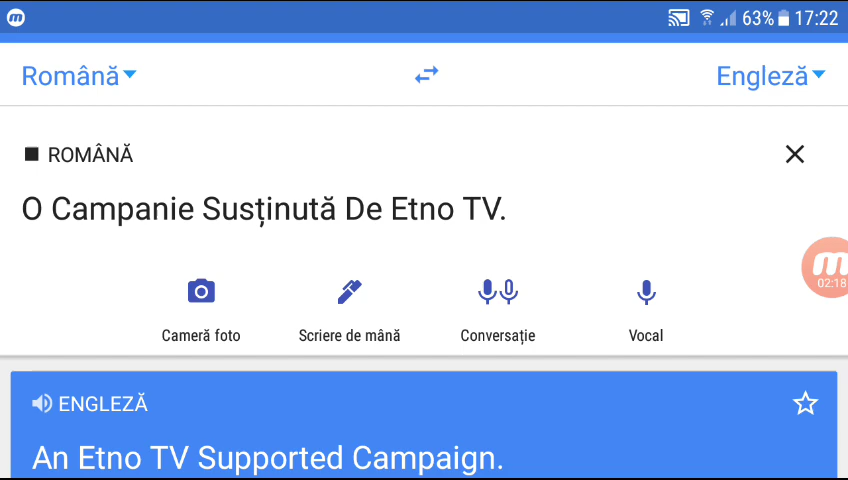 m 63% 17:22
Română Engleză
ROMÂNĂ
O Campanie Susținută De Etno TV.
m
02:18
Cameră foto Scriere de mână Conversație Vocal
ENGLEZĂ
An Etno TV Supported Campaign.